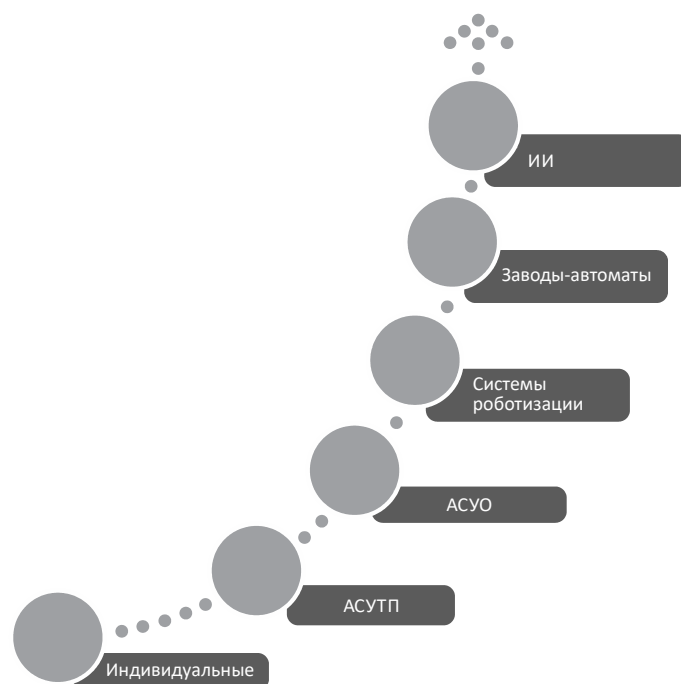 ИИ
Заводы-автоматы
Системы
роботизации
АСУО
АСУТП
Индивидуальные